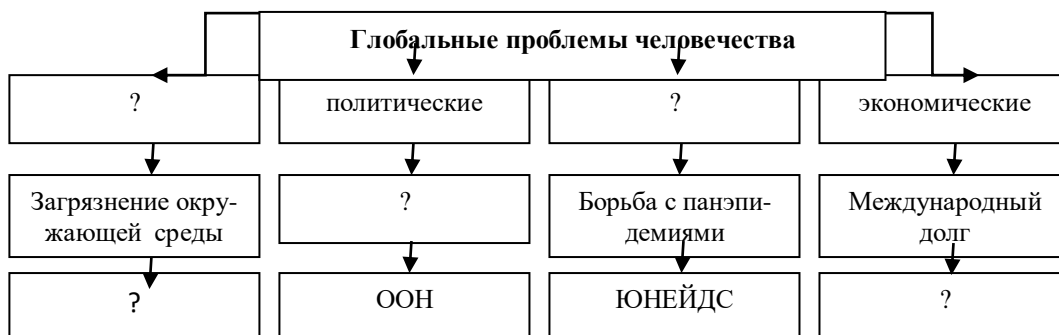 Глобальные проблемы человечества
?
политические
?
экономические
Загрязнение окру-
жающей среды
?
Борьба с панэпи-
демиями
Международный
долг
?
ООН
ЮНЕЙДС
?